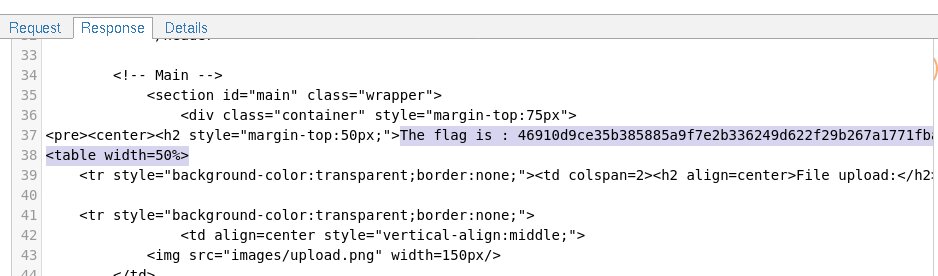 Request Response Details
33
34 <!-- Main -->
35 <section id="main" class="wrapper">
36 <div class="container" style="margin-top:75px">
37 <pre><center><h2 style="margin-top:50px;">The flag is : 46910d9ce35b385885a9f7e2b336249d622f29b267a1771fb
38 <table width=50%>
39 <tr style="background-color:transparent;border:none;"><td colspan=2><h2 align=center>File upload:</h2
40
41 <tr style="background-color:transparent;border:none;">
42 <td align=center style="vertical-align:middle;">
43 <img src="images/upload.png" width=150px/>
44 </td>